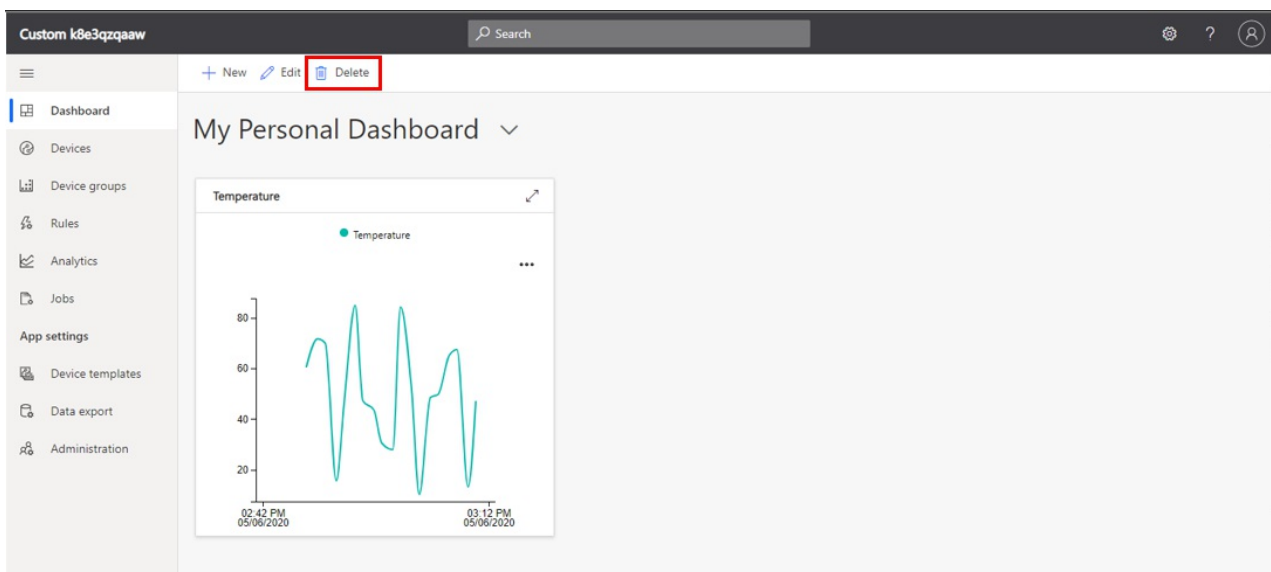 Custom k8e3qzqaaw
Search
?
New Edit Delete
Dashboard
Devices
Device groups
Rules
Analytics
Jobs
App settings
Device templates
Data export
Administration
My Personal Dashboard
Temperature
Temperature
80
60
40
20
02:42 PM
05/06/2020
03:12 PM
05/06/2020